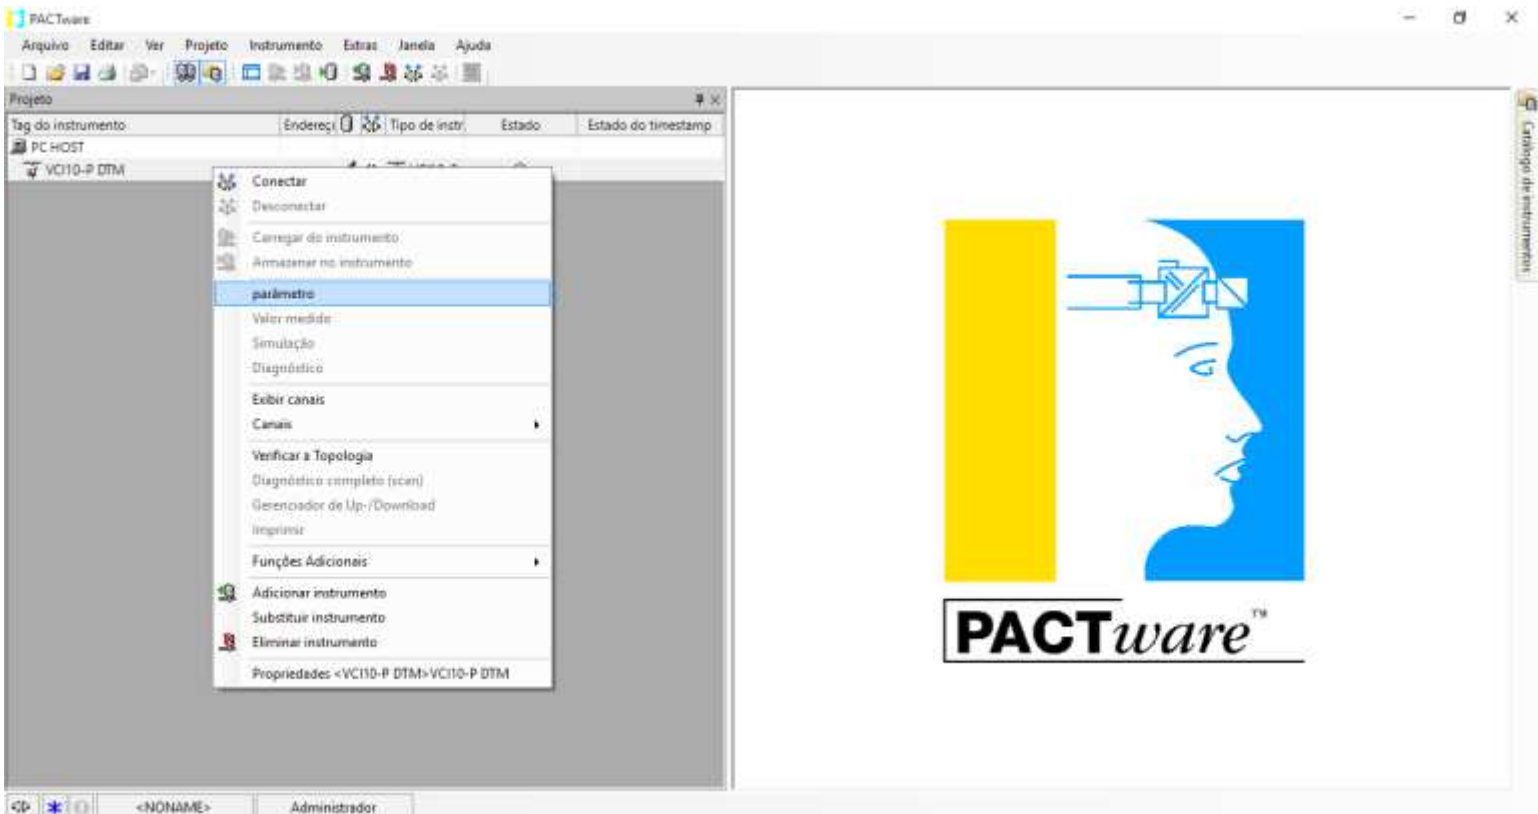 PACTware
Arquivo Editar Ver Projeto Instrumento Extras Janela Ajuda
Projeto
Tag do instrumento Endereç Tipo de instr. Estado Estado do timestamp
PC HOST
VCI10-P DTM
Conectar
Desconectar
Carregar do instrumento
Armazenar no instrumento
parâmetro
Valor medido
Simulação
Diagnóstico
Exibir canais
Canais
Verificar a Topologia
Diagnóstico completo (scan)
Gerenciador de Up-/Download
Imprimir
Funções Adicionais
Adicionar instrumento
Substituir instrumento
Eliminar instrumento
Propriedades <VCI10-P DTM>VCI10-P DTM
PACTware™
Catálogo de instrumentos
<NONAME> Administrador